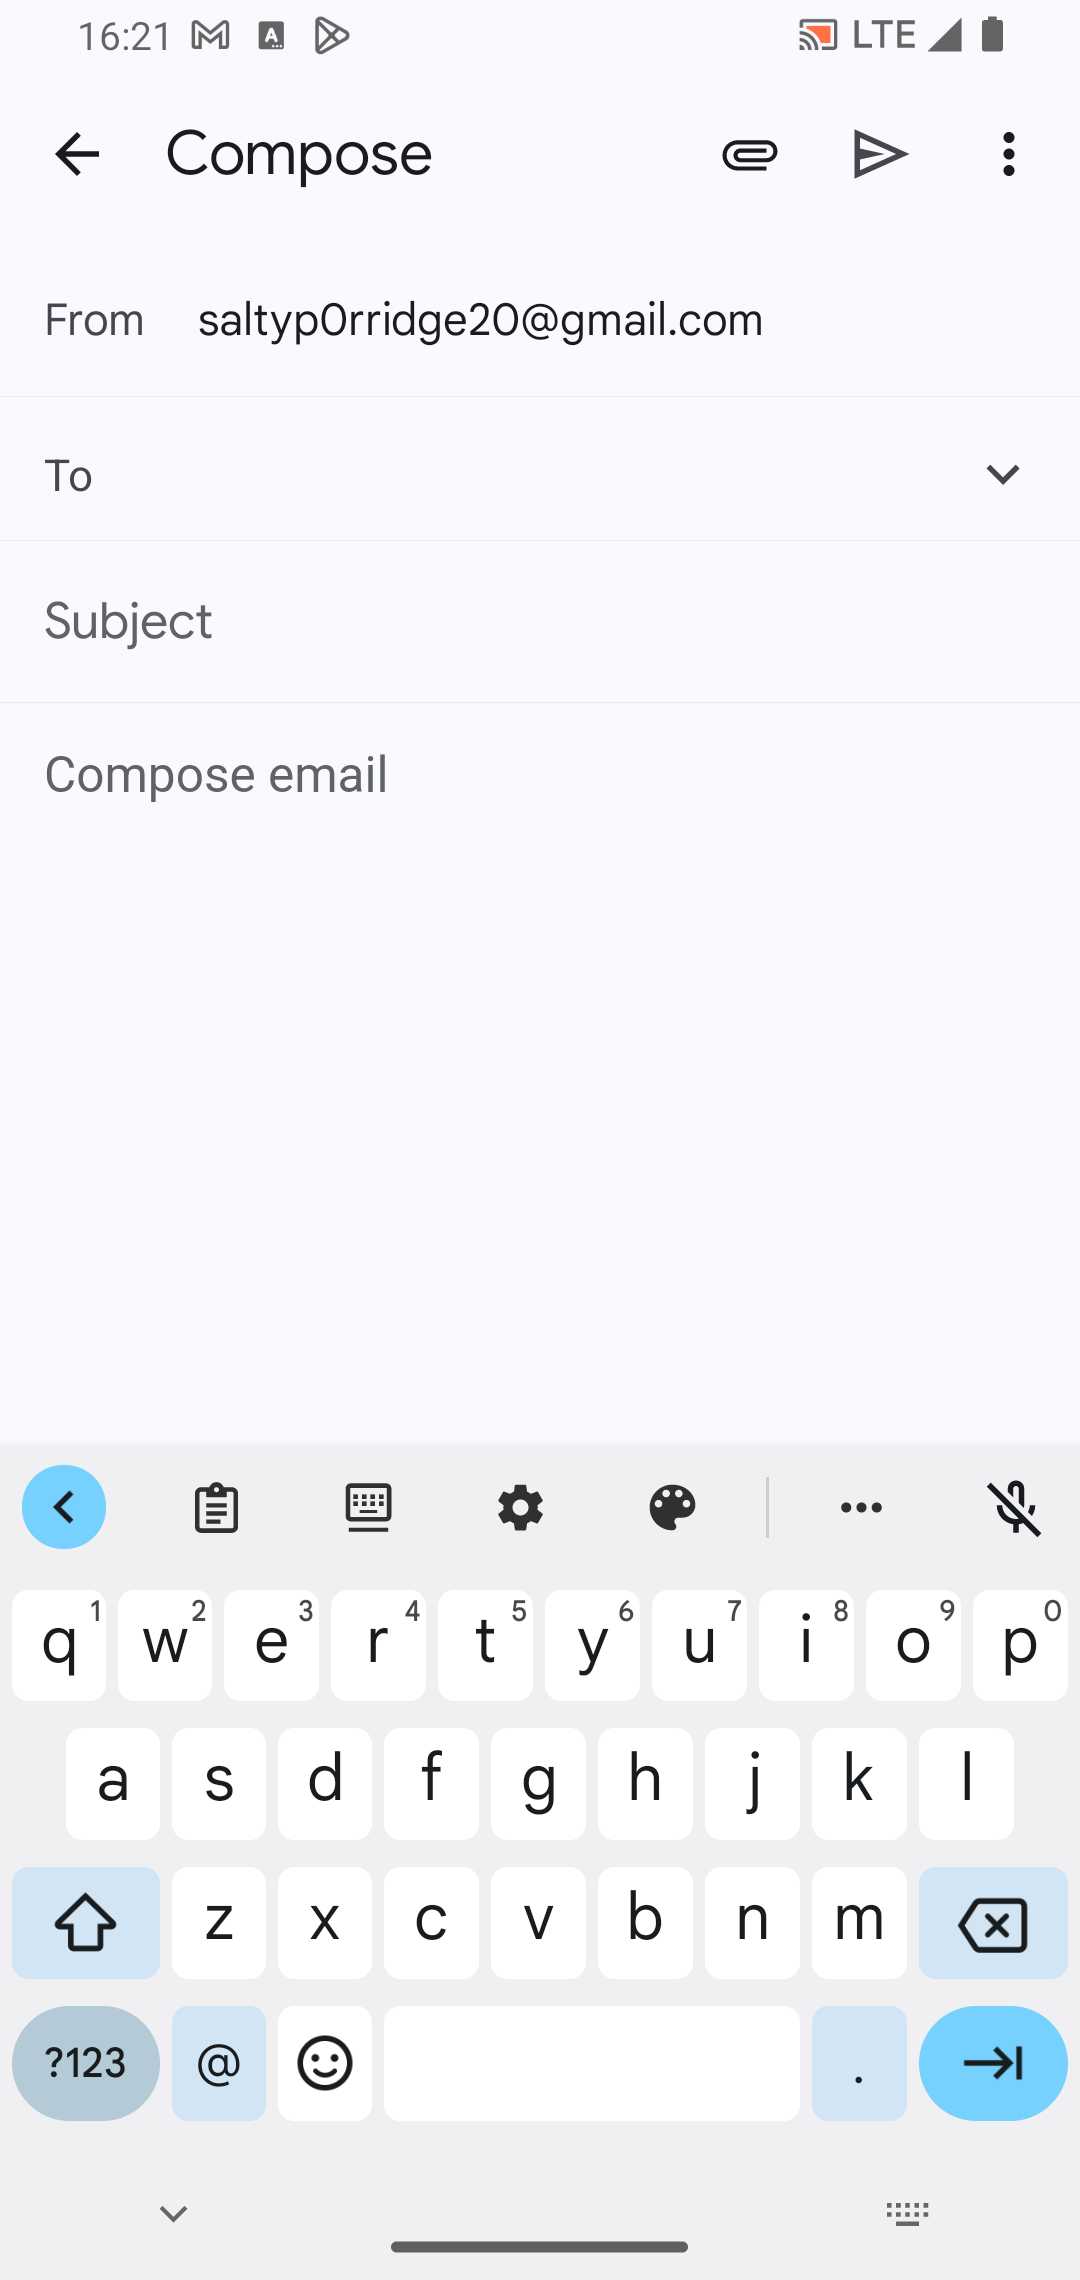 16:21 LTE
Compose
From saltyp0rridge20@gmail.com
To
Subject
Compose email
q 1 w 2 e 3 r 4 t 5 y 6 u 7 i 8 o 9 p 0
a s d f g h j k l
z x c v b n m
?123 @ .